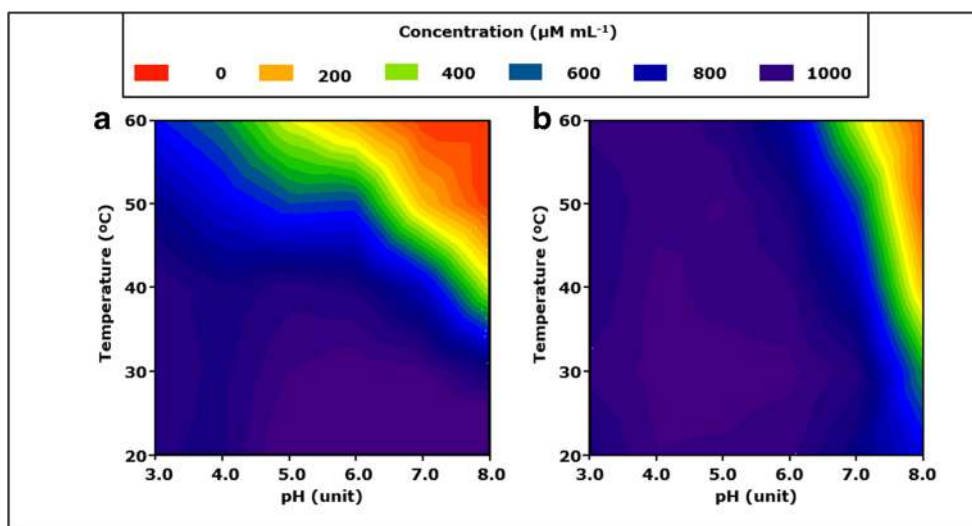 Concentration (µM mL⁻¹)
0 200 400 600 800 1000
a b
60 60
50 50
40 40
30 30
20 20
Temperature (ºC) Temperature (ºC)
3.0 4.0 5.0 6.0 7.0 8.0 3.0 4.0 5.0 6.0 7.0 8.0
pH (unit) pH (unit)